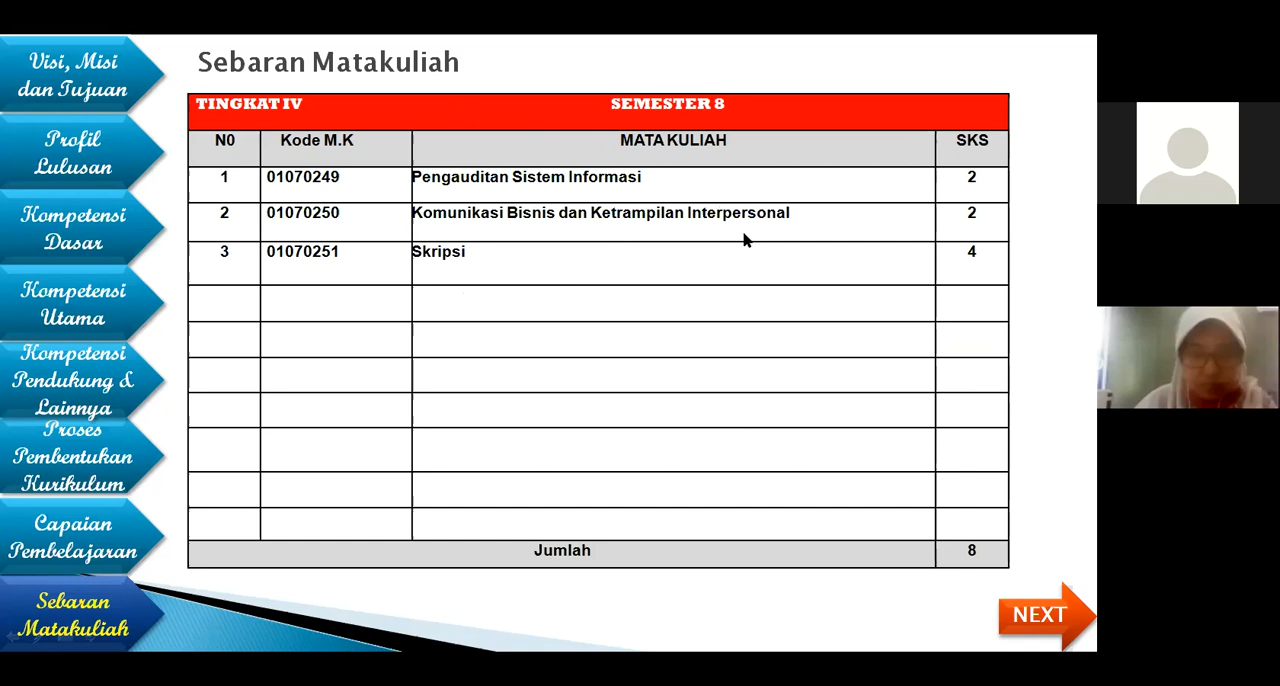 Visi, Misi
dan Tujuan
Profil
Lulusan
Kompetensi
Dasar
Kompetensi
Utama
Kompetensi
Pendukung &
Lainnya
Proses
Pembentukan
Kurikulum
Capaian
Pembelajaran
Sebaran
Matakuliah
Sebaran Matakuliah
TINGKAT IV SEMESTER 8
N0 Kode M.K MATA KULIAH SKS
1 01070249 Pengauditan Sistem Informasi 2
2 01070250 Komunikasi Bisnis dan Ketrampilan Interpersonal 2
3 01070251 Skripsi 4
Jumlah 8
NEXT